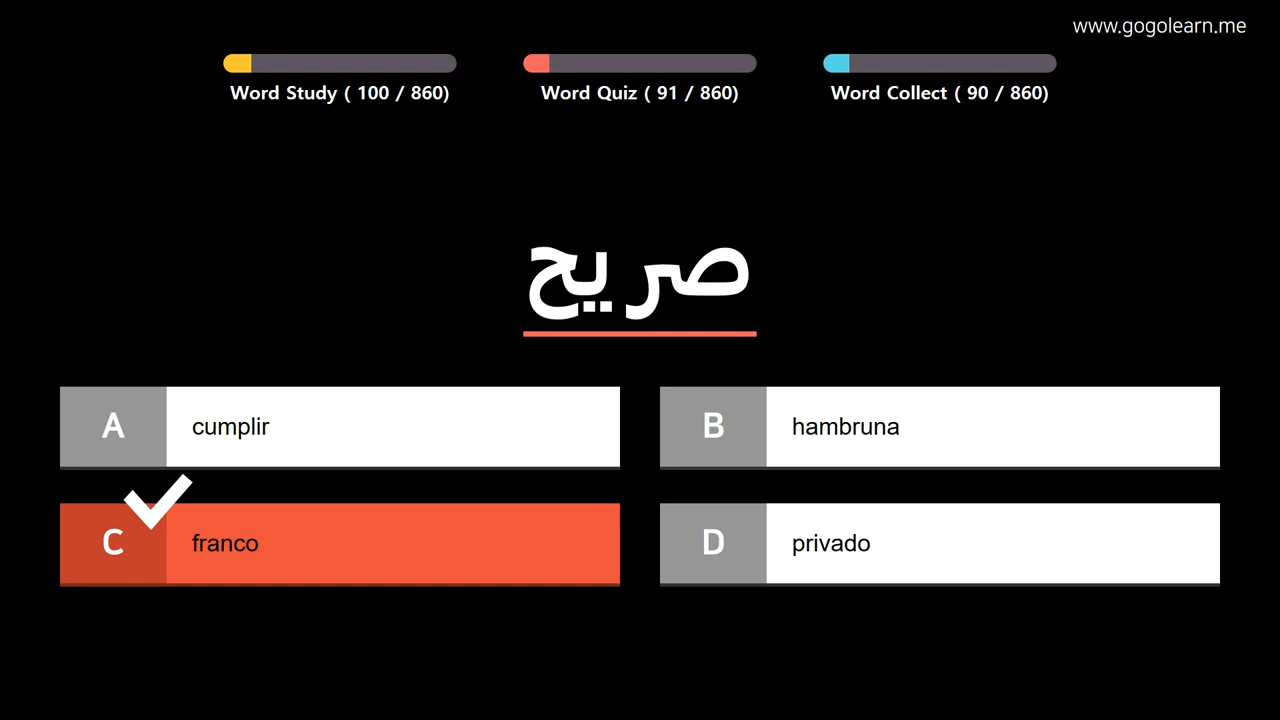 www.gogolearn.me
Word Study ( 100 / 860)
Word Quiz ( 91 / 860)
Word Collect ( 90 / 860)
صريح
A cumplir
B hambruna
C franco
D privado